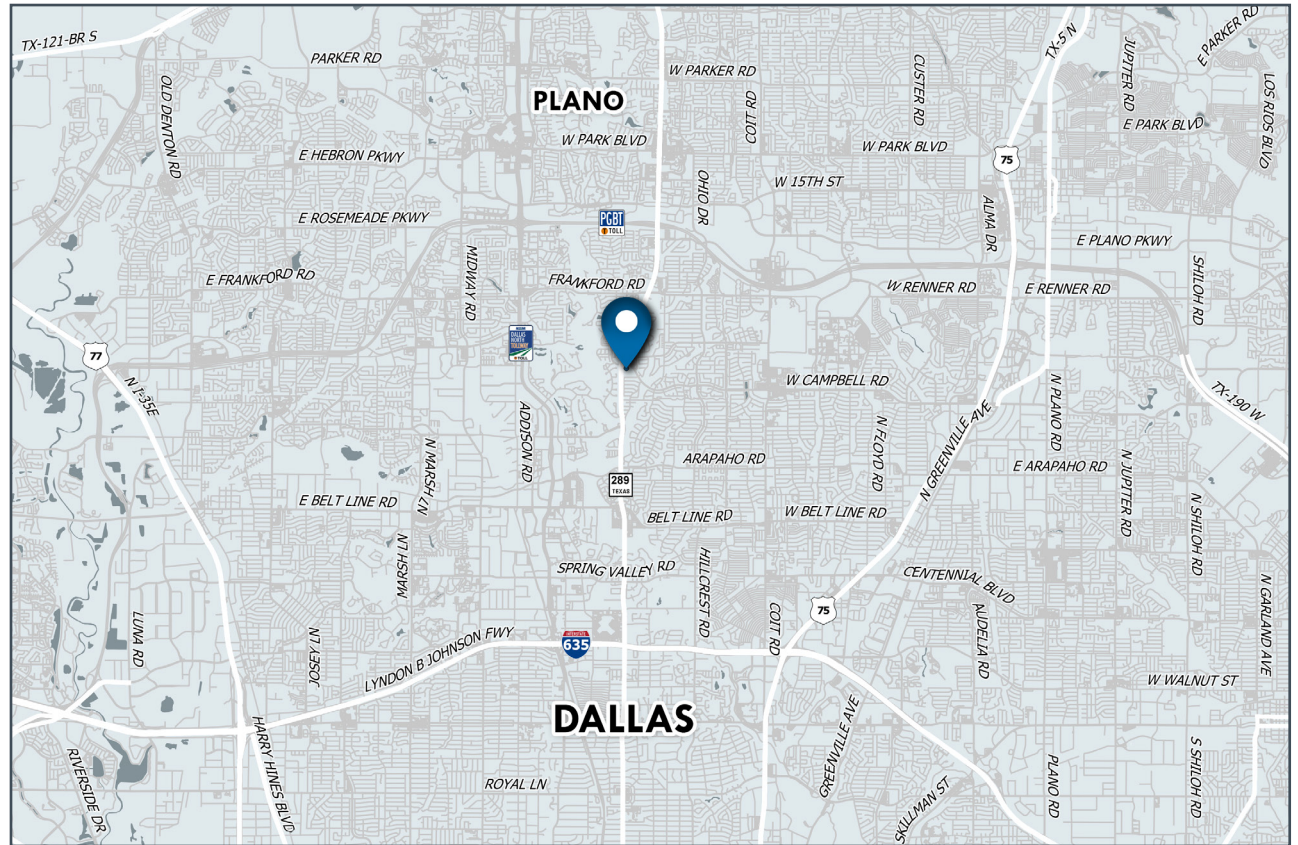 TX-121-BR S
PARKER RD
W PARKER RD
CUSTER RD
TX-5 N
JUPITER RD
E PARKER RD
OLD DENTON RD
PLANO
COIT RD
LOS RIOS BLVD
E PARK BLVD
W PARK BLVD
W PARK BLVD
E HEBRON PKWY
75
W 15TH ST
OHIO DR
ALMA DR
E ROSEMEADE PKWY
PGBT
TOLL
E PLANO PKWY
MIDWAY RD
E FRANKFORD RD
FRANKFORD RD
W RENNER RD
E RENNER RD
SHILOH RD
DALLAS
NORTH
TOLLWAY
TOLL
77
N I-35E
W CAMPBELL RD
N PLANO RD
TX-190 W
ADDISON RD
N GREENVILLE AVE
N FLOYD RD
N MARSH LN
ARAPAHO RD
E ARAPAHO RD
N JUPITER RD
289
TEXAS
E BELT LINE RD
BELT LINE RD
W BELT LINE RD
N SHILOH RD
MARSH LN
SPRING VALLEY RD
HILLCREST RD
CENTENNIAL BLVD
N GARLAND AVE
LUNA RD
JOSEY LN
LYNDON B JOHNSON FWY
INTERSTATE
635
COIT RD
75
AUDELIA RD
W WALNUT ST
DALLAS
HARRY HINES BLVD
RIVERSIDE DR
ROYAL LN
GREENVILLE AVE
SKILLMAN ST
PLANO RD
S SHILOH RD